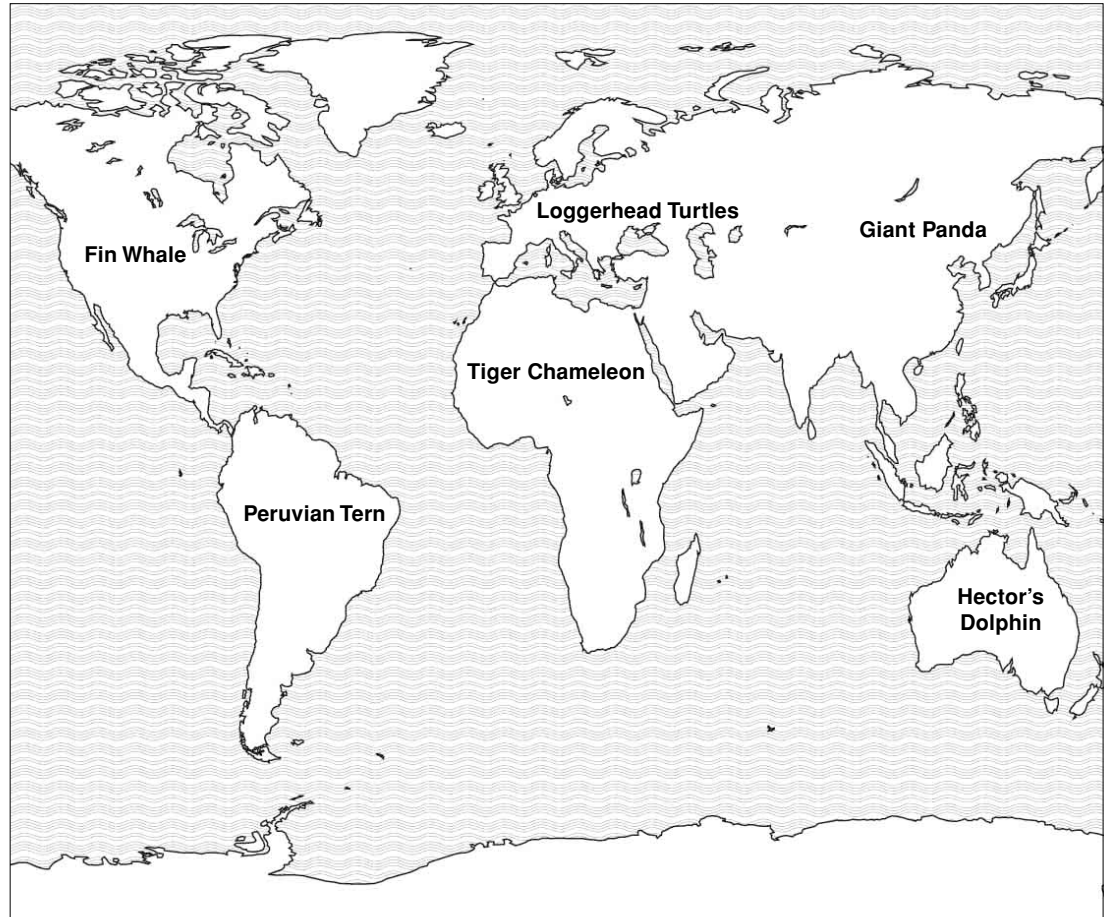 Loggerhead Turtles
Giant Panda
Fin Whale
Tiger Chameleon
Peruvian Tern
Hector's
Dolphin